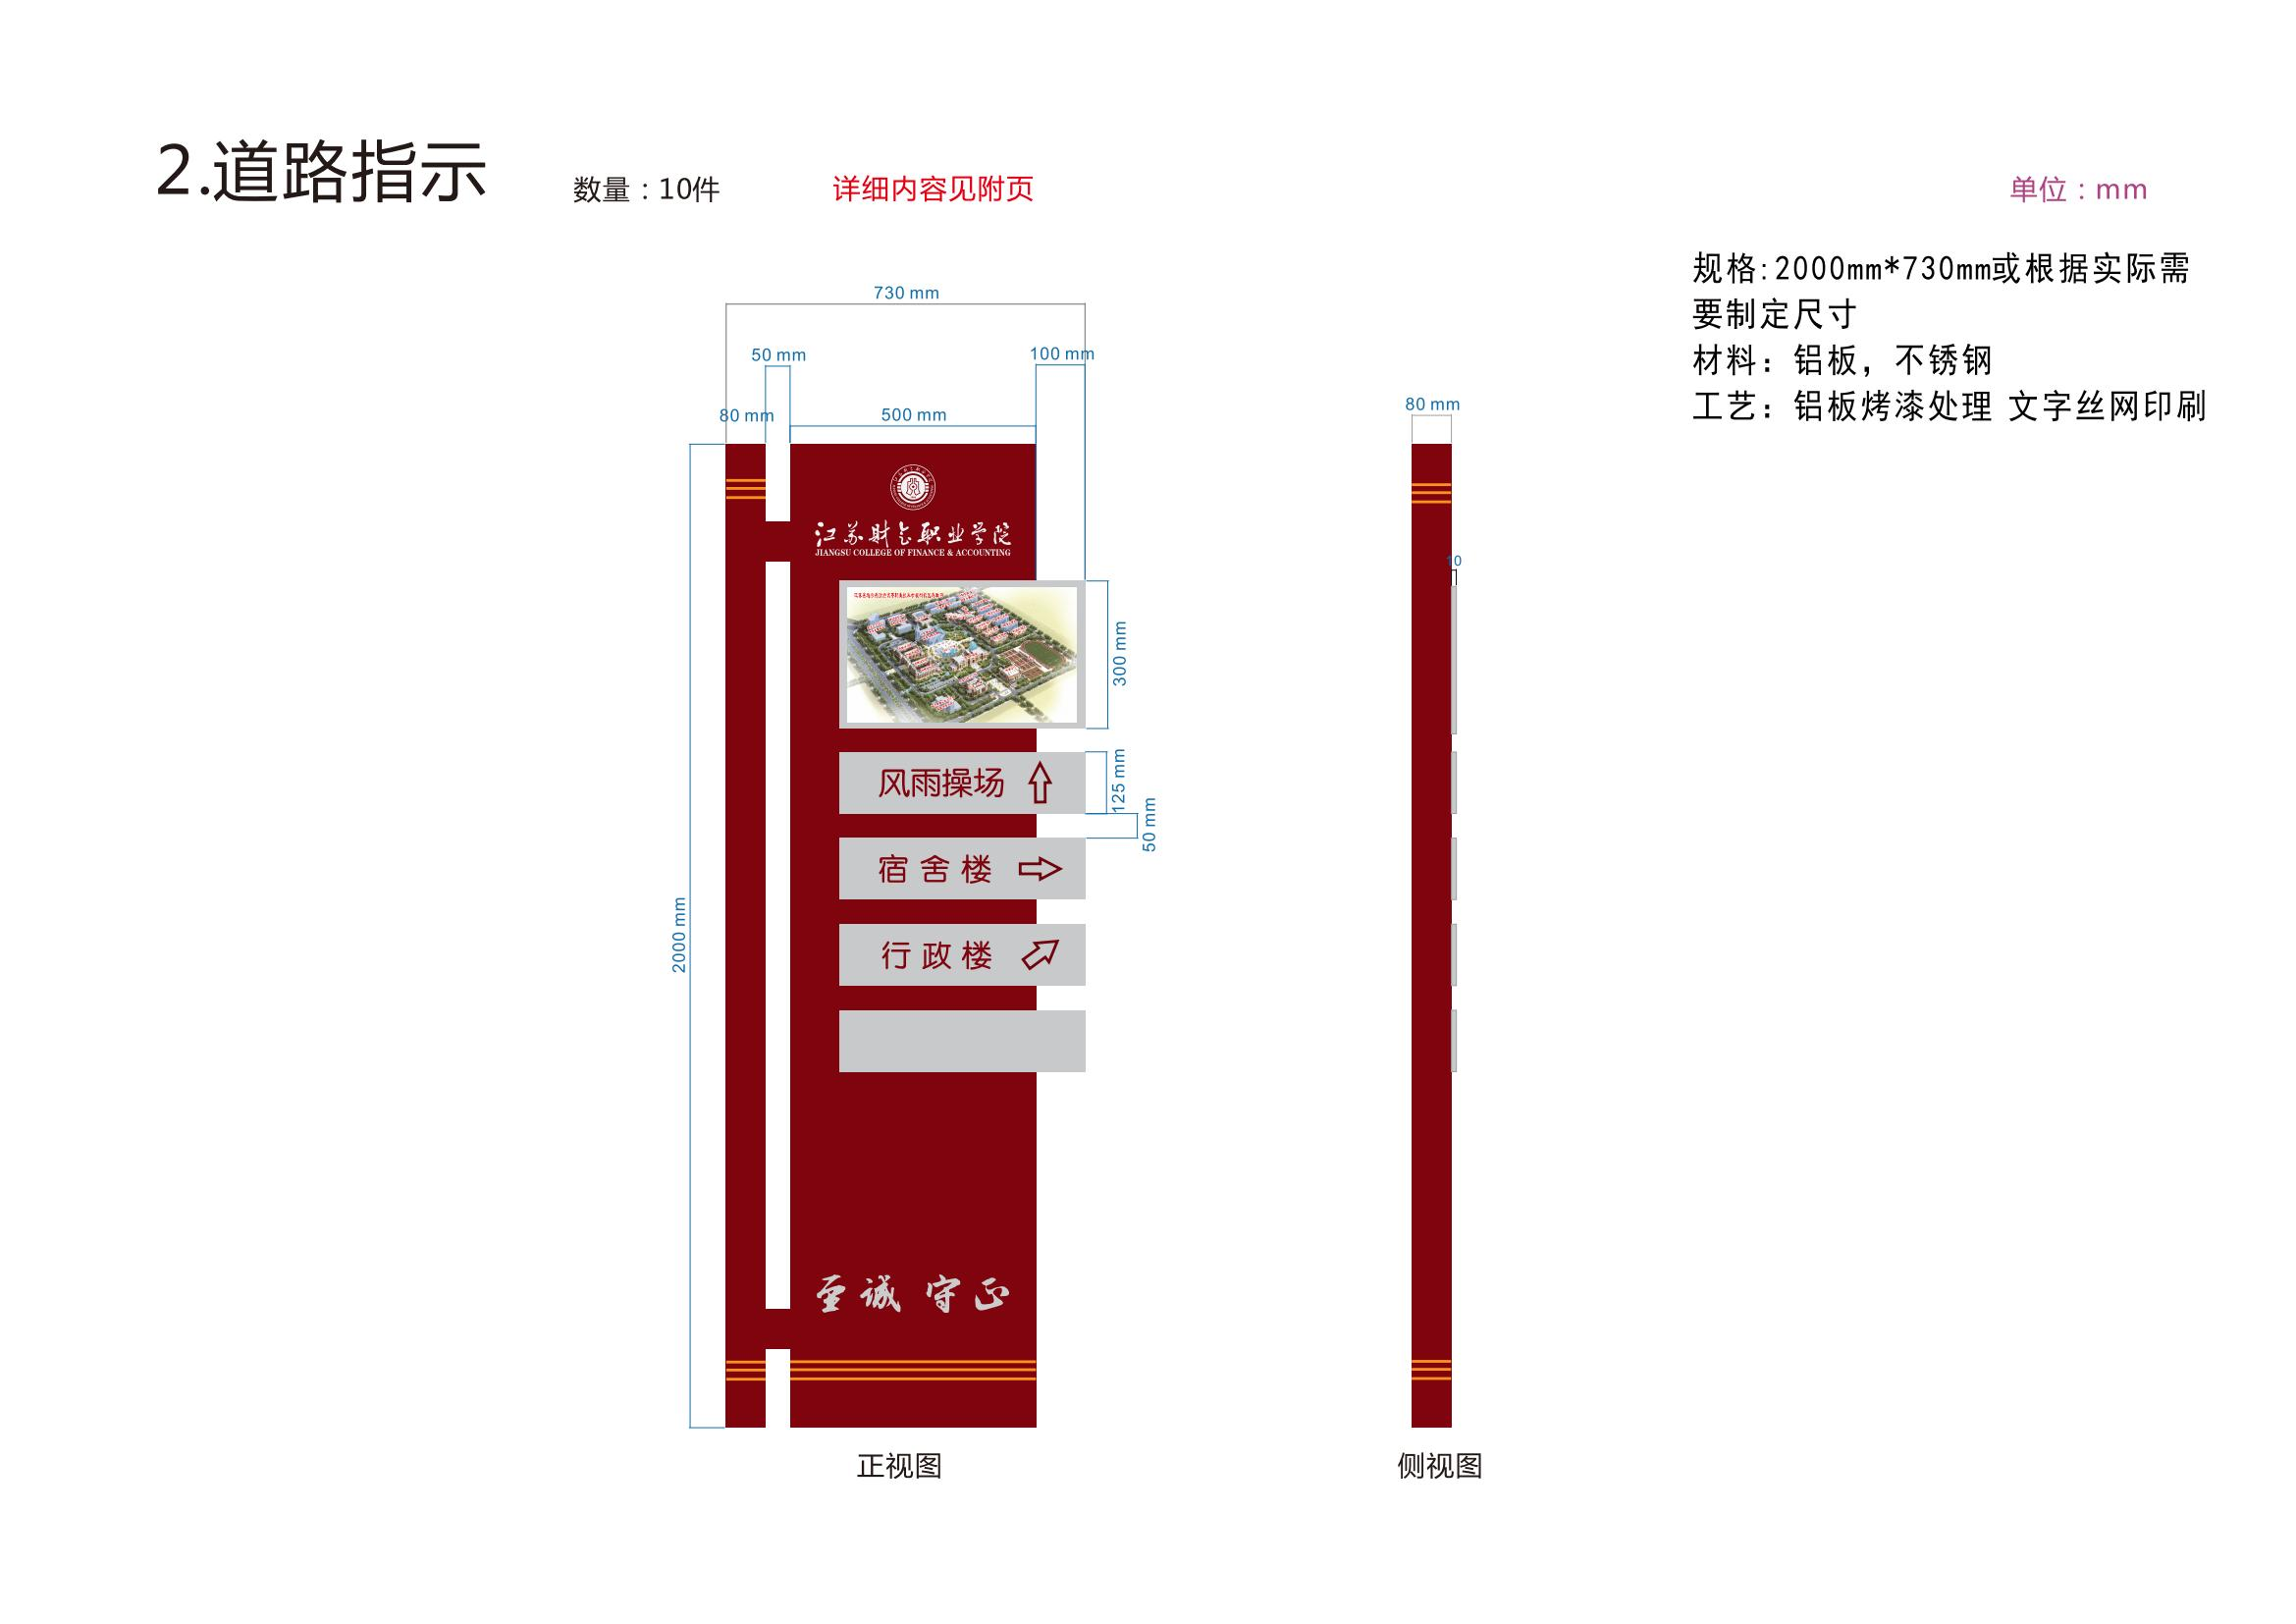 2.道路指示
数量：10件
详细内容见附页
单位：mm
规格:2000mm*730mm或根据实际需
要制定尺寸
材料：铝板，不锈钢
工艺：铝板烤漆处理 文字丝网印刷
730 mm
50 mm
100 mm
80 mm
500 mm
80 mm
10
江苏财会职业学院
JIANGSU COLLEGE OF FINANCE & ACCOUNTING
300 mm
风雨操场
125 mm
50 mm
宿舍楼
行政楼
2000 mm
至诚 守正
正视图
侧视图